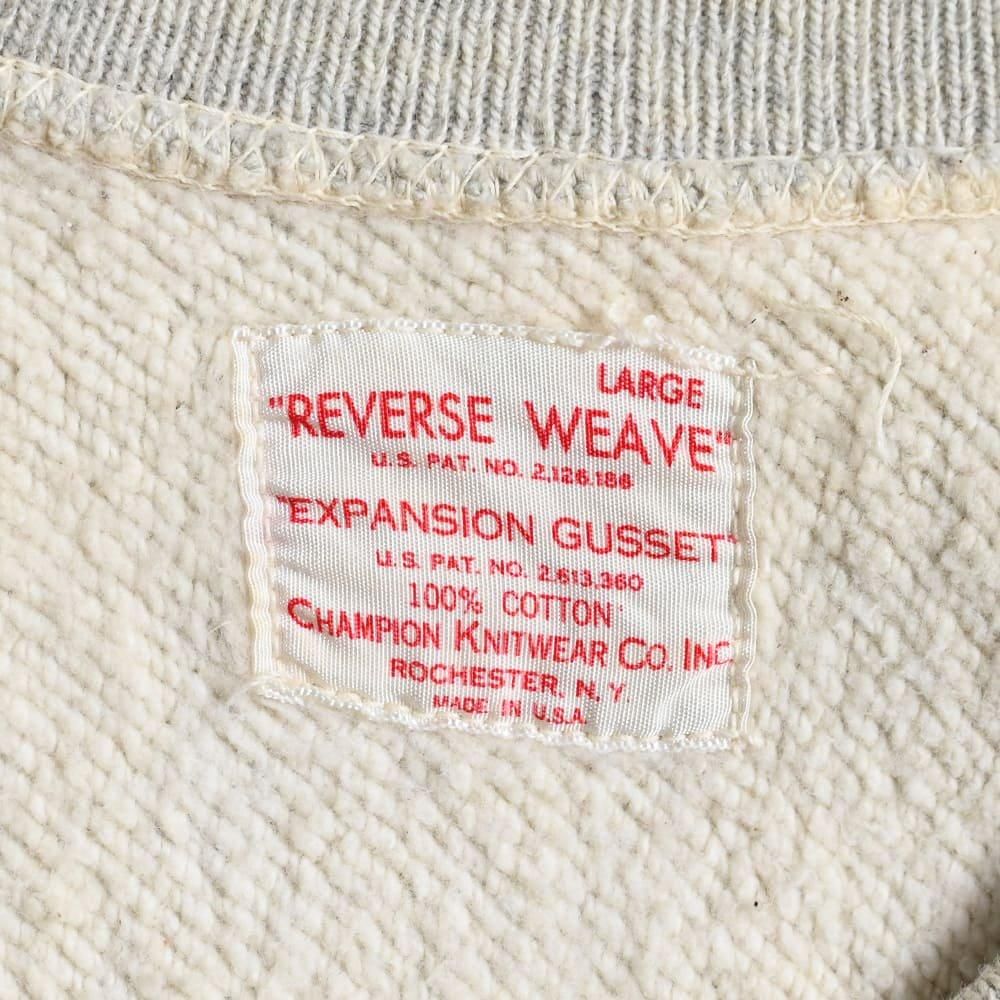 LARGE
"REVERSE WEAVE"
U.S. PAT. NO. 2,126,186
"EXPANSION GUSSET"
U.S. PAT. NO. 2,613,360
100% COTTON
CHAMPION KNITWEAR CO. INC.
ROCHESTER, N. Y.
MADE IN U.S.A.